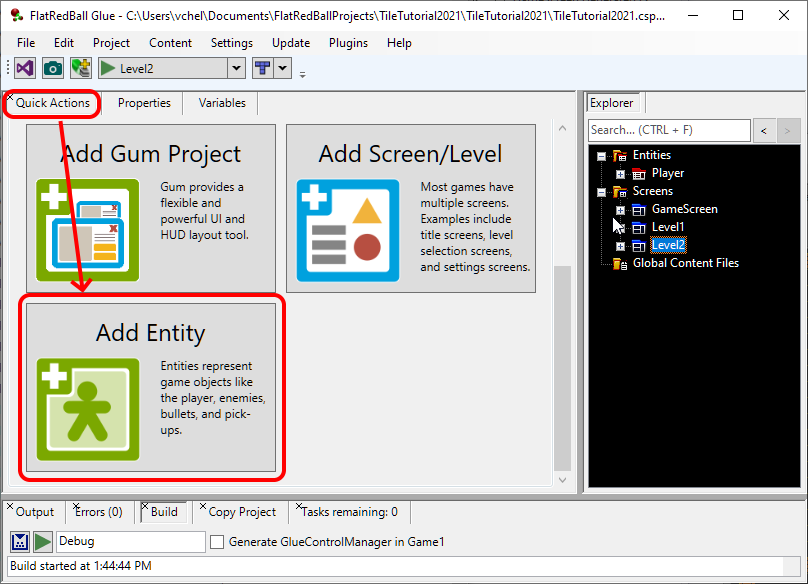 FlatRedBall Glue - C:\Users\vchel\Documents\FlatRedBallProjects\TileTutorial2021\TileTutorial2021\TileTutorial2021.csp...
File Edit Project Content Settings Update Plugins Help
Level2
Quick Actions Properties Variables
Add Gum Project
Gum provides a
flexible and
powerful UI and
HUD layout tool.
Add Screen/Level
Most games have
multiple screens.
Examples include
title screens, level
selection screens,
and settings screens.
Add Entity
Entities represent
game objects like
the player, enemies,
bullets, and pick-
ups.
Explorer
Search... (CTRL + F) < >
Entities
Player
Screens
GameScreen
Level1
Level2
Global Content Files
Output Errors (0) Build Copy Project Tasks remaining: 0
Debug Generate GlueControlManager in Game1
Build started at 1:44:44 PM